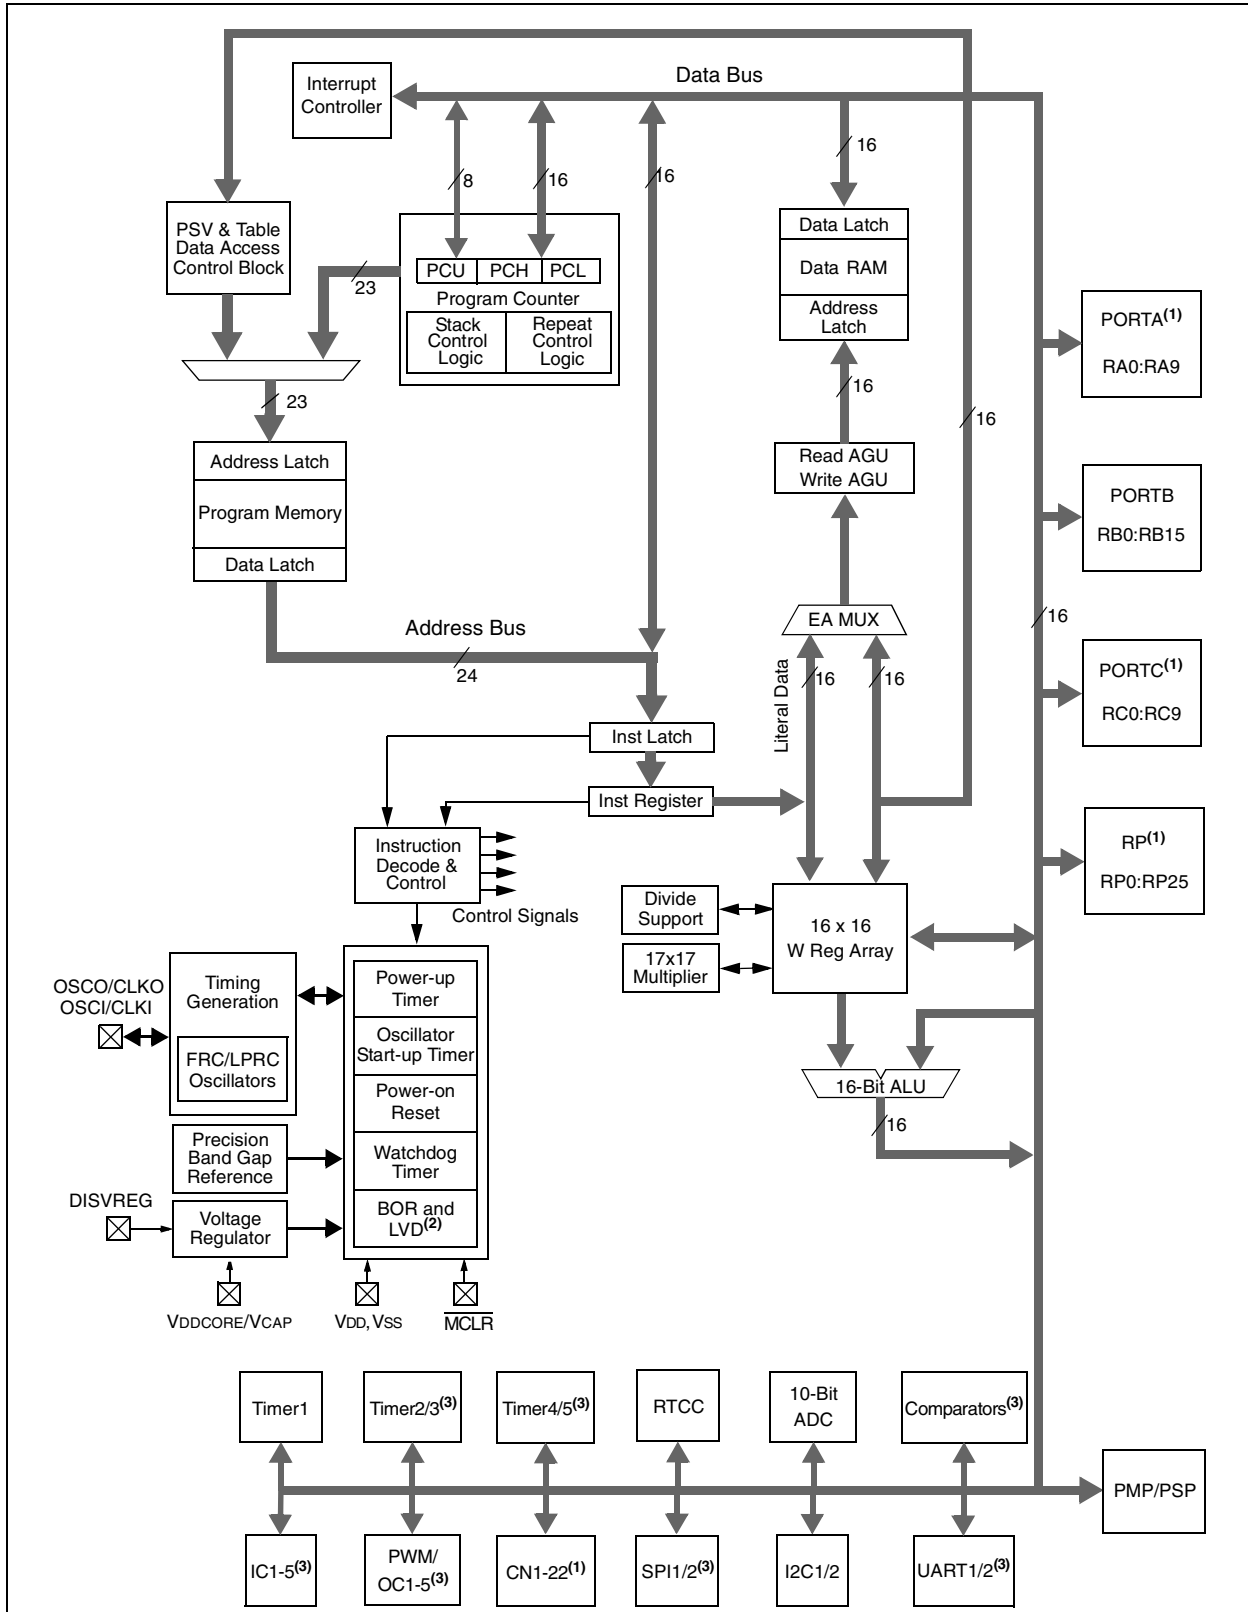 Data Bus
Interrupt
Controller
16
8
16
16
PSV & Table
Data Access
Control Block
23
PCU
PCH
PCL
Program Counter
Stack
Control
Logic
Repeat
Control
Logic
Data Latch
Data RAM
Address
Latch
16
16
PORTA(1)
RA0:RA9
23
Address Latch
Program Memory
Data Latch
Read AGU
Write AGU
PORTB
RB0:RB15
Address Bus
24
EA MUX
16
Literal Data
16
16
PORTC(1)
RC0:RC9
Inst Latch
Inst Register
Instruction
Decode &
Control
Control Signals
RP(1)
RP0:RP25
Divide
Support
17x17
Multiplier
16 x 16
W Reg Array
OSCO/CLKO
OSCI/CLKI
Timing
Generation
FRC/LPRC
Oscillators
Power-up
Timer
Oscillator
Start-up Timer
Power-on
Reset
Watchdog
Timer
BOR and
LVD(2)
16-Bit ALU
16
Precision
Band Gap
Reference
DISVREG
Voltage
Regulator
VDDCORE/VCAP
VDD, VSS
MCLR
Timer1
Timer2/3(3)
Timer4/5(3)
RTCC
10-Bit
ADC
Comparators(3)
PMP/PSP
IC1-5(3)
PWM/
OC1-5(3)
CN1-22(1)
SPI1/2(3)
I2C1/2
UART1/2(3)